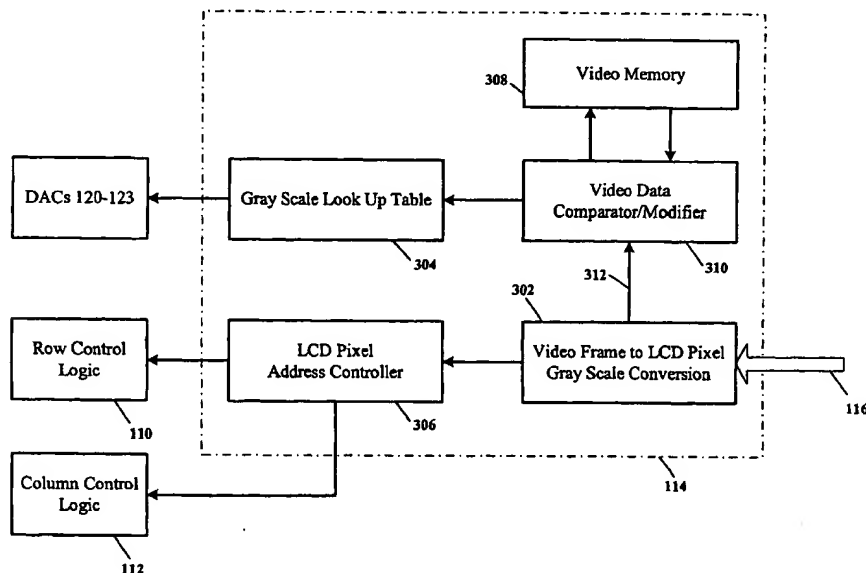 Video Memory
308
DACs 120-123
Gray Scale Look Up Table
Video Data
Comparator/Modifier
304
310
312
302
Row Control
Logic
LCD Pixel
Address Controller
Video Frame to LCD Pixel
Gray Scale Conversion
110
306
116
Column Control
Logic
114
112